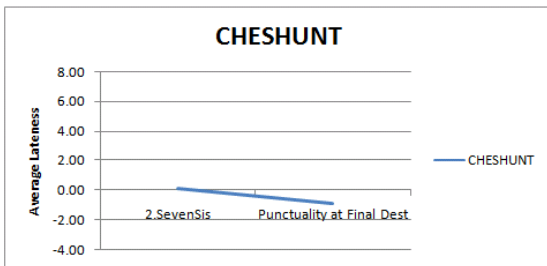 CHESHUNT
Average Lateness
8.00
6.00
4.00
2.00
0.00
-2.00
-4.00
2.SevenSis
Punctuality at Final Dest
CHESHUNT